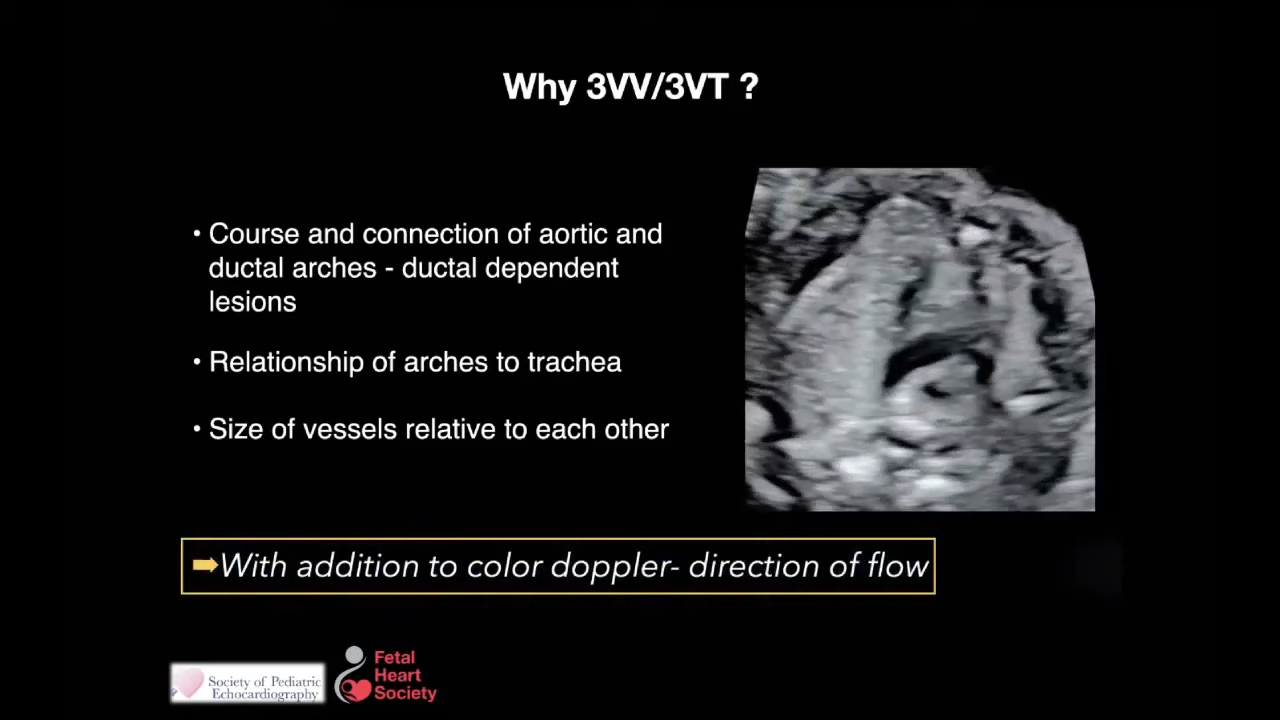 Why 3VV/3VT ?
• Course and connection of aortic and
ductal arches - ductal dependent
lesions
• Relationship of arches to trachea
• Size of vessels relative to each other
➡With addition to color doppler- direction of flow
Society of Pediatric
Echocardiography
Fetal
Heart
Society